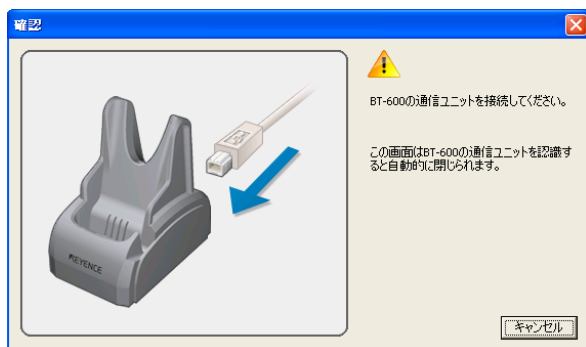 確認
BT-600の通信ユニットを接続してください。
この画面はBT-600の通信ユニットを認識す
ると自動的に閉じられます。
KEYENCE
キャンセル